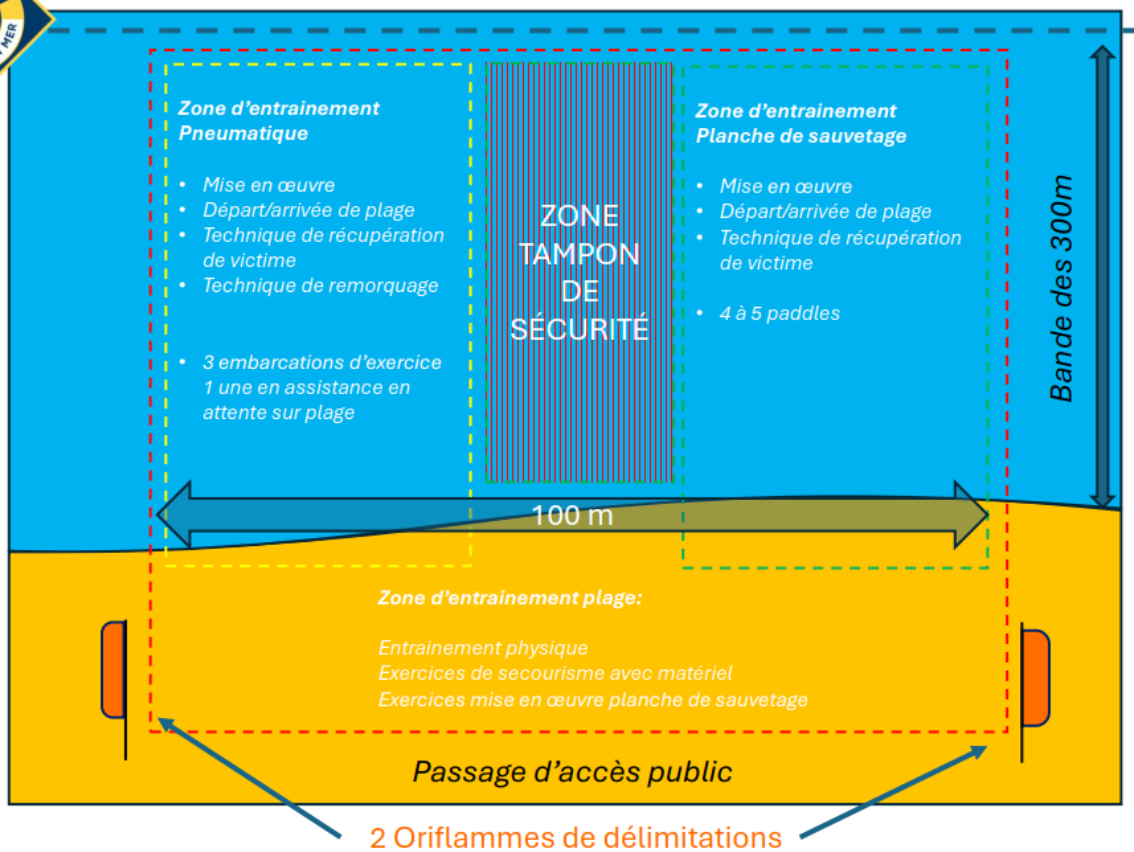 MER
Zone d'entrainement
Pneumatique
• Mise en œuvre
• Départ/arrivée de plage
• Technique de récupération
de victime
• Technique de remorquage
• 3 embarcations d'exercice
1 une en assistance en
attente sur plage
ZONE
TAMPON
DE
SÉCURITÉ
Zone d'entrainement
Planche de sauvetage
• Mise en œuvre
• Départ/arrivée de plage
• Technique de récupération
de victime
• 4 à 5 paddles
Bande des 300m
100 m
Zone d'entrainement plage:
Entrainement physique
Exercices de secourisme avec matériel
Exercices mise en œuvre planche de sauvetage
Passage d'accès public
2 Oriflammes de délimitations